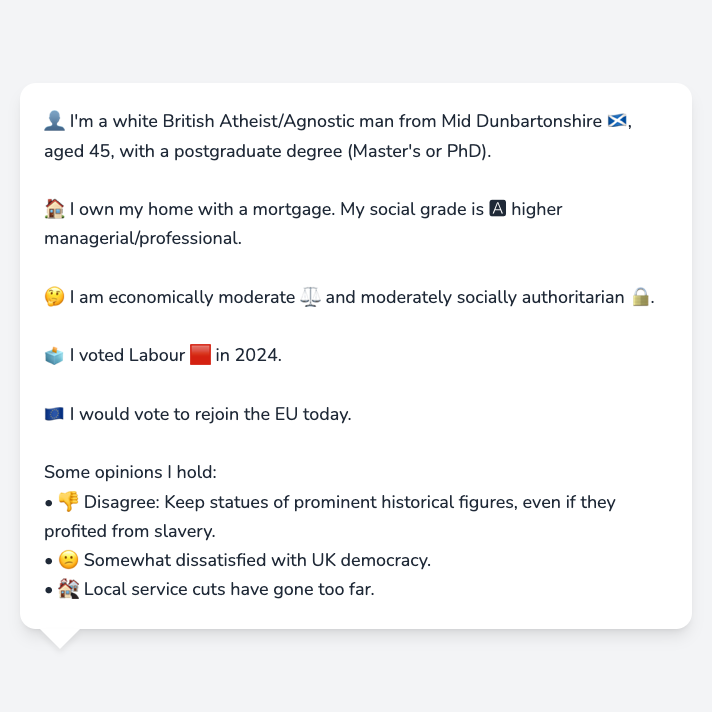 👤 I'm a white British Atheist/Agnostic man from Mid Dunbartonshire 🏴󠁧󠁢󠁳󠁣󠁴󠁿,
aged 45, with a postgraduate degree (Master's or PhD).
🏠 I own my home with a mortgage. My social grade is 🅰 higher
managerial/professional.
🤔 I am economically moderate ⚖️ and moderately socially authoritarian 🔒.
🗳️ I voted Labour 🟥 in 2024.
🇪🇺 I would vote to rejoin the EU today.
Some opinions I hold:
• 👎 Disagree: Keep statues of prominent historical figures, even if they
profited from slavery.
• 🙁 Somewhat dissatisfied with UK democracy.
• 🏚️ Local service cuts have gone too far.